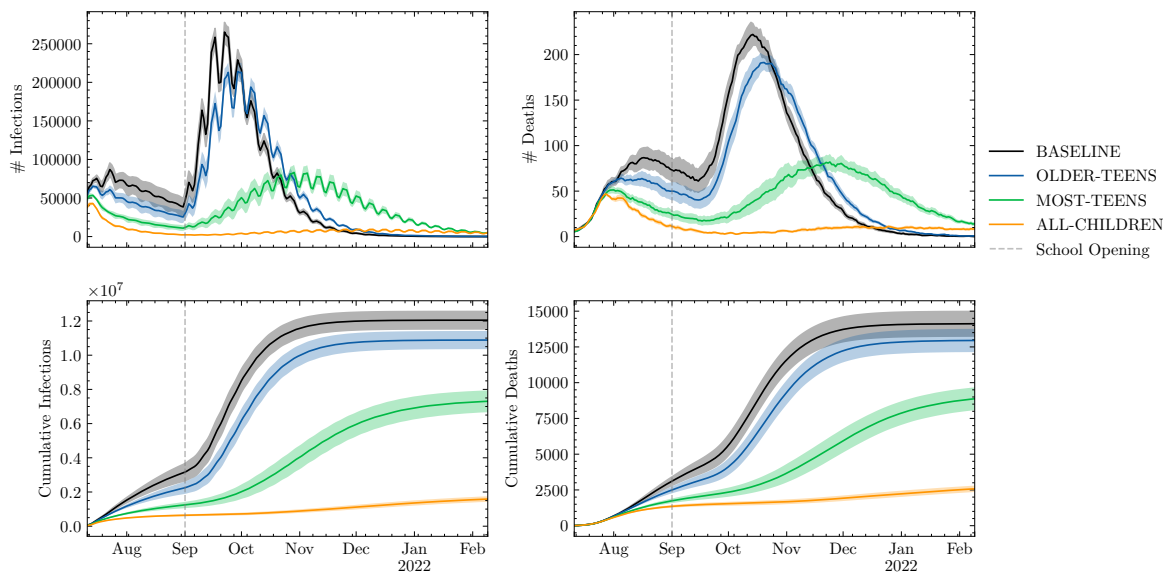 # Infections
250000
200000
150000
100000
50000
0
# Deaths
200
150
100
50
0
BASELINE
OLDER-TEENS
MOST-TEENS
ALL-CHILDREN
School Opening
×10⁷
Cumulative Infections
1.2
1.0
0.8
0.6
0.4
0.2
0.0
Aug Sep Oct Nov Dec Jan Feb
2022
Cumulative Deaths
15000
12500
10000
7500
5000
2500
0
Aug Sep Oct Nov Dec Jan Feb
2022